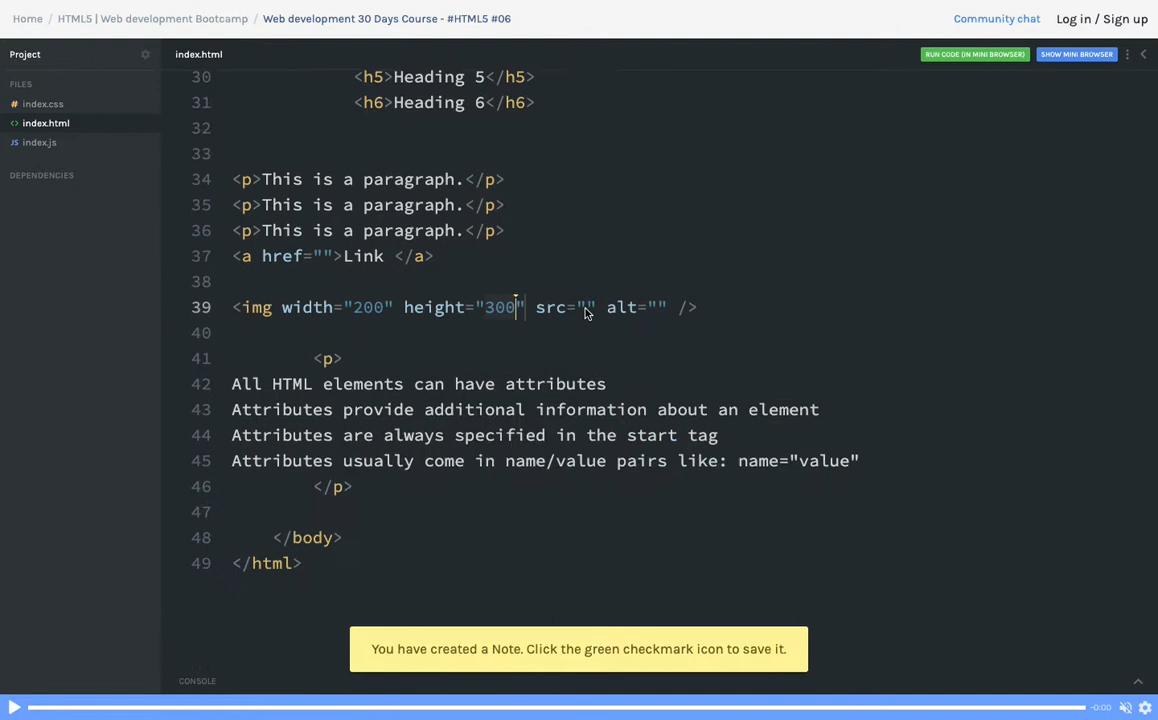 Home / HTML5 | Web development Bootcamp / Web development 30 Days Course - #HTML5 #06
Community chat Log in / Sign up
Project
index.html
RUN CODE (IN MINI BROWSER)
SHOW MINI BROWSER
FILES
# index.css
<> index.html
JS index.js
DEPENDENCIES
30 <h5>Heading 5</h5>
31 <h6>Heading 6</h6>
32
33
34 <p>This is a paragraph.</p>
35 <p>This is a paragraph.</p>
36 <p>This is a paragraph.</p>
37 <a href="">Link </a>
38
39 <img width="200" height="300" src="" alt="" />
40
41 <p>
42 All HTML elements can have attributes
43 Attributes provide additional information about an element
44 Attributes are always specified in the start tag
45 Attributes usually come in name/value pairs like: name="value"
46 </p>
47
48 </body>
49 </html>
You have created a Note. Click the green checkmark icon to save it.
CONSOLE
-0:00